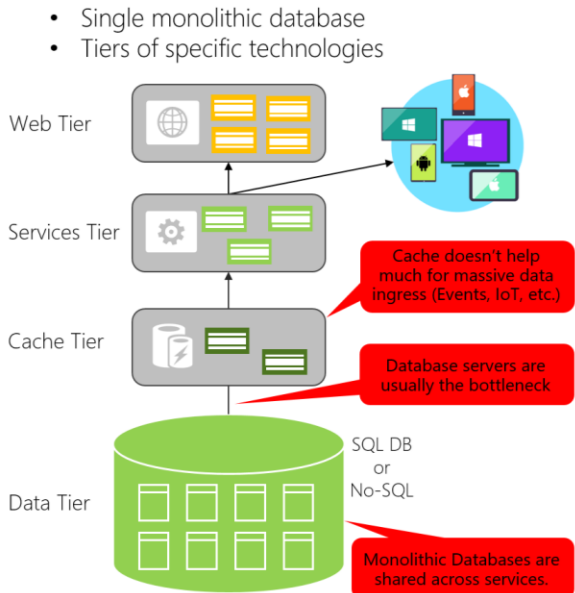 • Single monolithic database
• Tiers of specific technologies
Web Tier
Services Tier
Cache doesn't help
much for massive data
ingress (Events, IoT, etc.)
Cache Tier
Database servers are
usually the bottleneck
SQL DB
or
No-SQL
Data Tier
Monolithic Databases are
shared across services.